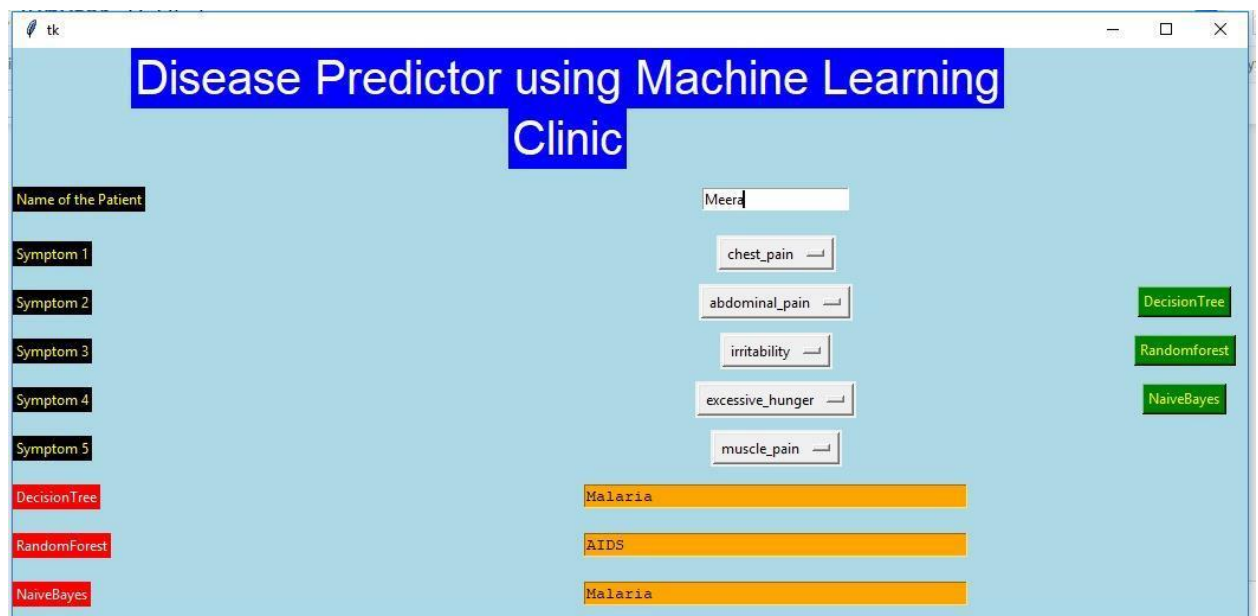 tk
Disease Predictor using Machine Learning
Clinic
Name of the Patient Meera
Symptom 1 chest_pain
Symptom 2 abdominal_pain DecisionTree
Symptom 3 irritability Randomforest
Symptom 4 excessive_hunger NaiveBayes
Symptom 5 muscle_pain
DecisionTree Malaria
RandomForest AIDS
NaiveBayes Malaria